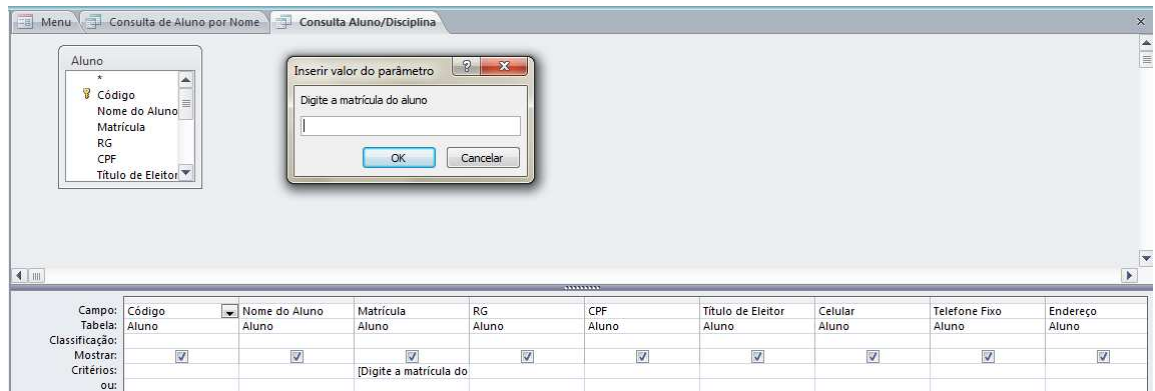 Menu Consulta de Aluno por Nome Consulta Aluno/Disciplina
Aluno
*
Código
Nome do Aluno
Matrícula
RG
CPF
Título de Eleitor
Inserir valor do parâmetro
Digite a matrícula do aluno
OK Cancelar
Campo: Código Nome do Aluno Matrícula RG CPF Título de Eleitor Celular Telefone Fixo Endereço
Tabela: Aluno Aluno Aluno Aluno Aluno Aluno Aluno Aluno Aluno
Classificação:
Mostrar:
Critérios: [Digite a matrícula do
ou: